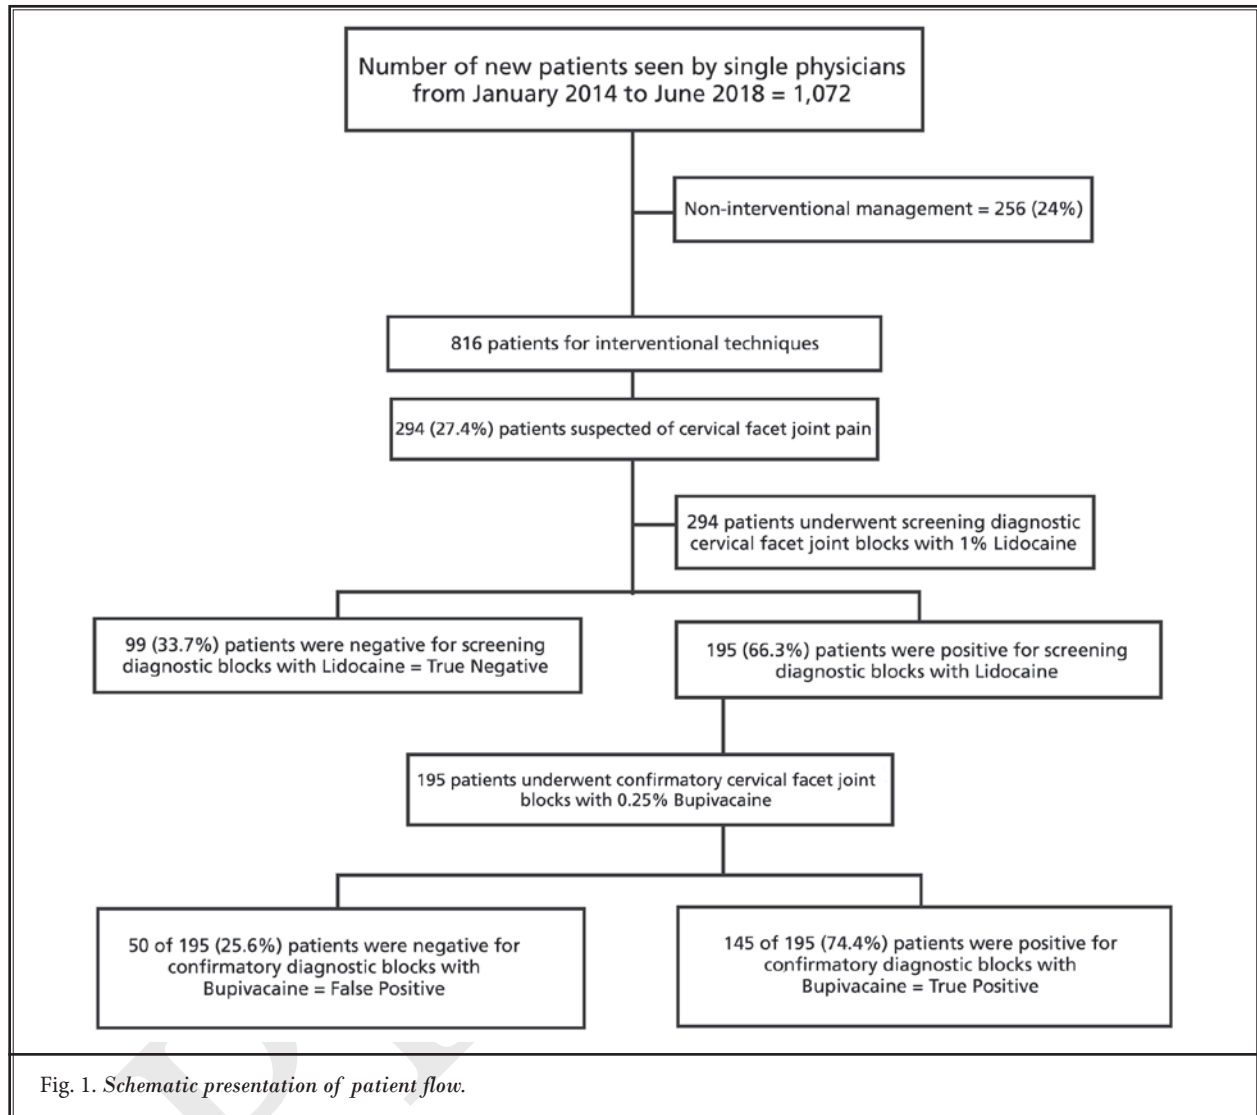 Number of new patients seen by single physicians
from January 2014 to June 2018 = 1,072
Non-interventional management = 256 (24%)
816 patients for interventional techniques
294 (27.4%) patients suspected of cervical facet joint pain
294 patients underwent screening diagnostic
cervical facet joint blocks with 1% Lidocaine
99 (33.7%) patients were negative for screening
diagnostic blocks with Lidocaine = True Negative
195 (66.3%) patients were positive for screening
diagnostic blocks with Lidocaine
195 patients underwent confirmatory cervical facet joint
blocks with 0.25% Bupivacaine
50 of 195 (25.6%) patients were negative for
confirmatory diagnostic blocks with
Bupivacaine = False Positive
145 of 195 (74.4%) patients were positive for
confirmatory diagnostic blocks with
Bupivacaine = True Positive
Fig. 1. Schematic presentation of patient flow.